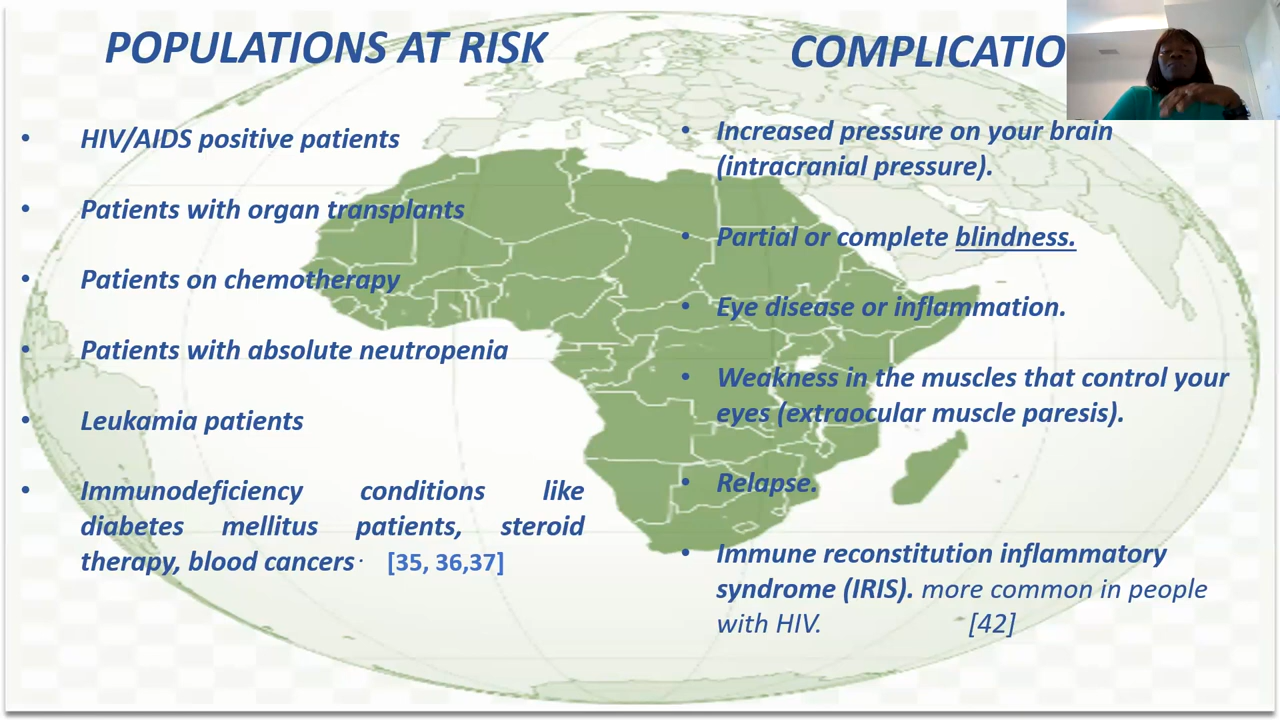 POPULATIONS AT RISK
• HIV/AIDS positive patients
• Patients with organ transplants
• Patients on chemotherapy
• Patients with absolute neutropenia
• Leukamia patients
• Immunodeficiency conditions like
diabetes mellitus patients, steroid
therapy, blood cancers. [35, 36,37]
COMPLICATIO
• Increased pressure on your brain
(intracranial pressure).
• Partial or complete blindness.
• Eye disease or inflammation.
• Weakness in the muscles that control your
eyes (extraocular muscle paresis).
• Relapse.
• Immune reconstitution inflammatory
syndrome (IRIS). more common in people
with HIV. [42]